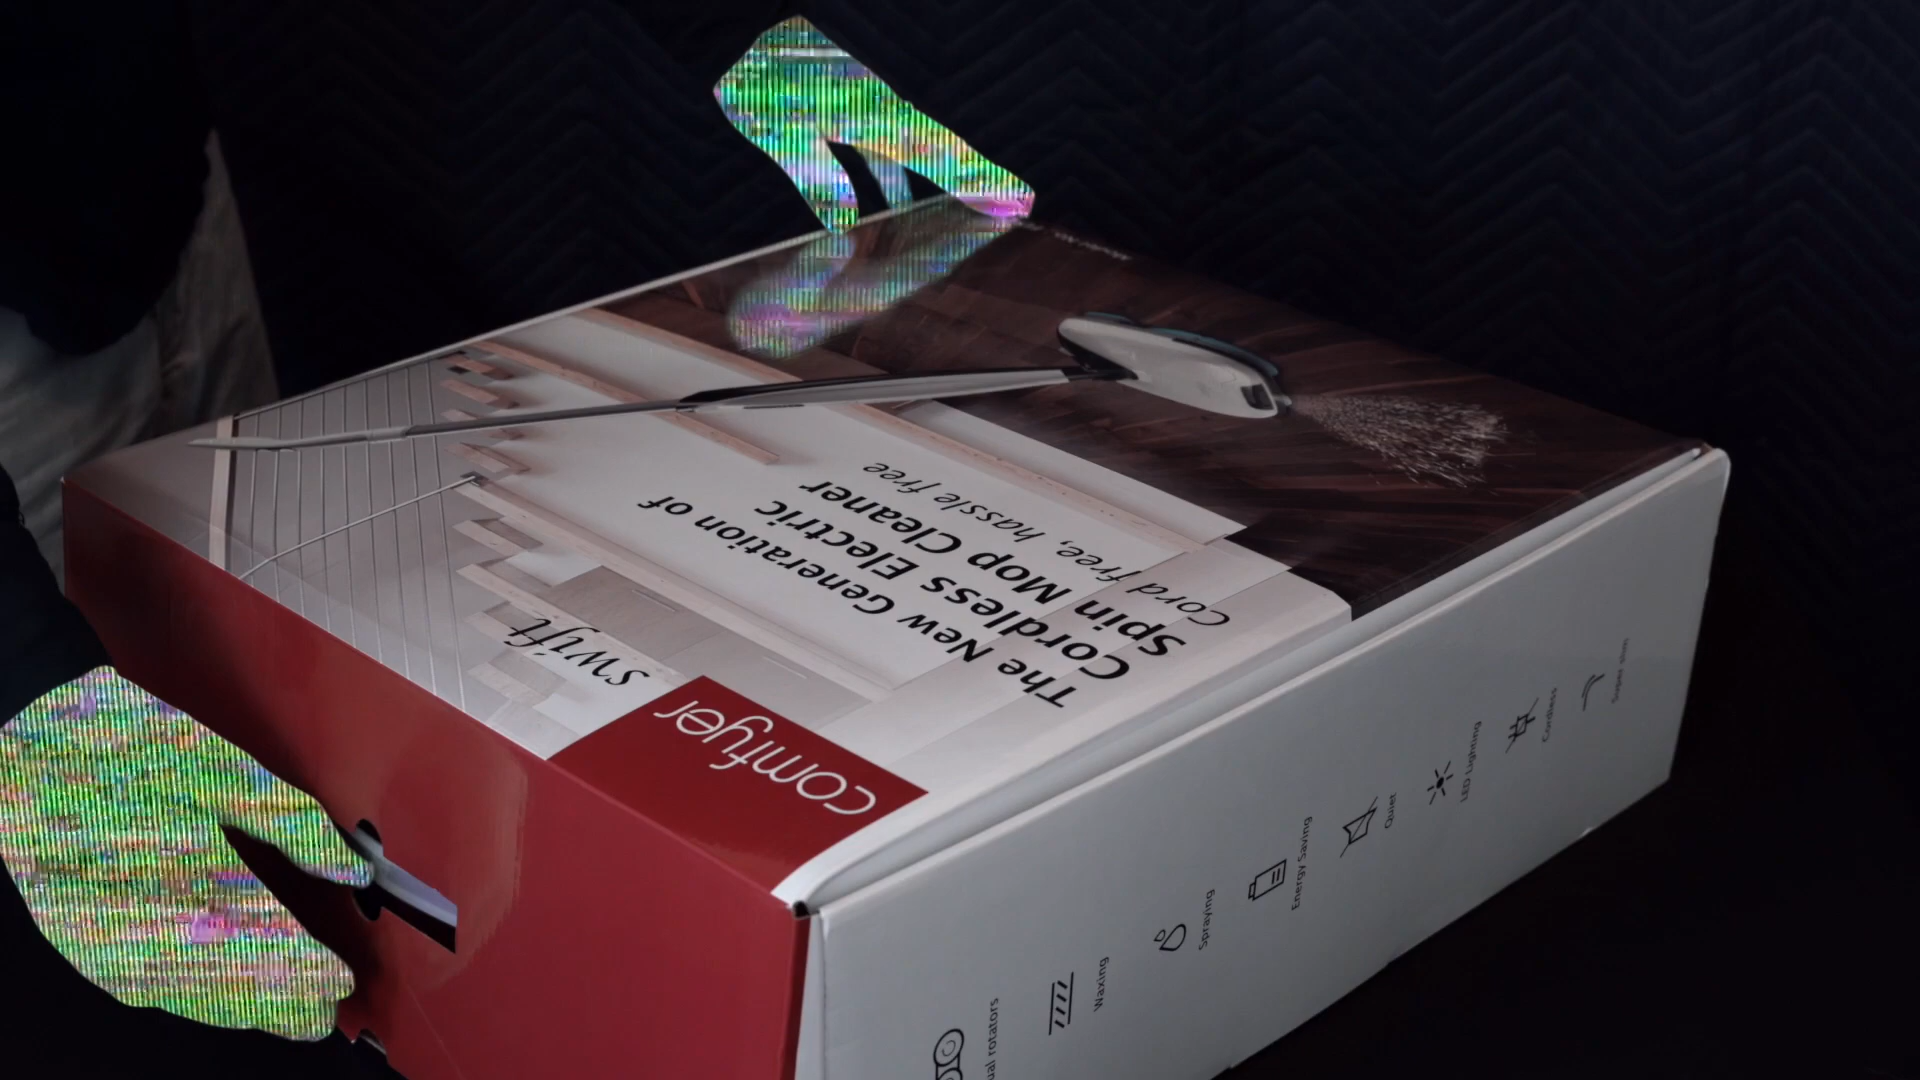 comfyer
swift
The New Generation of
Cordless Electric
Spin Mop Cleaner
Cord free, hassle free
Waxing
Spraying
Energy Saving
Quiet
LED Lighting
Cordless
rotators